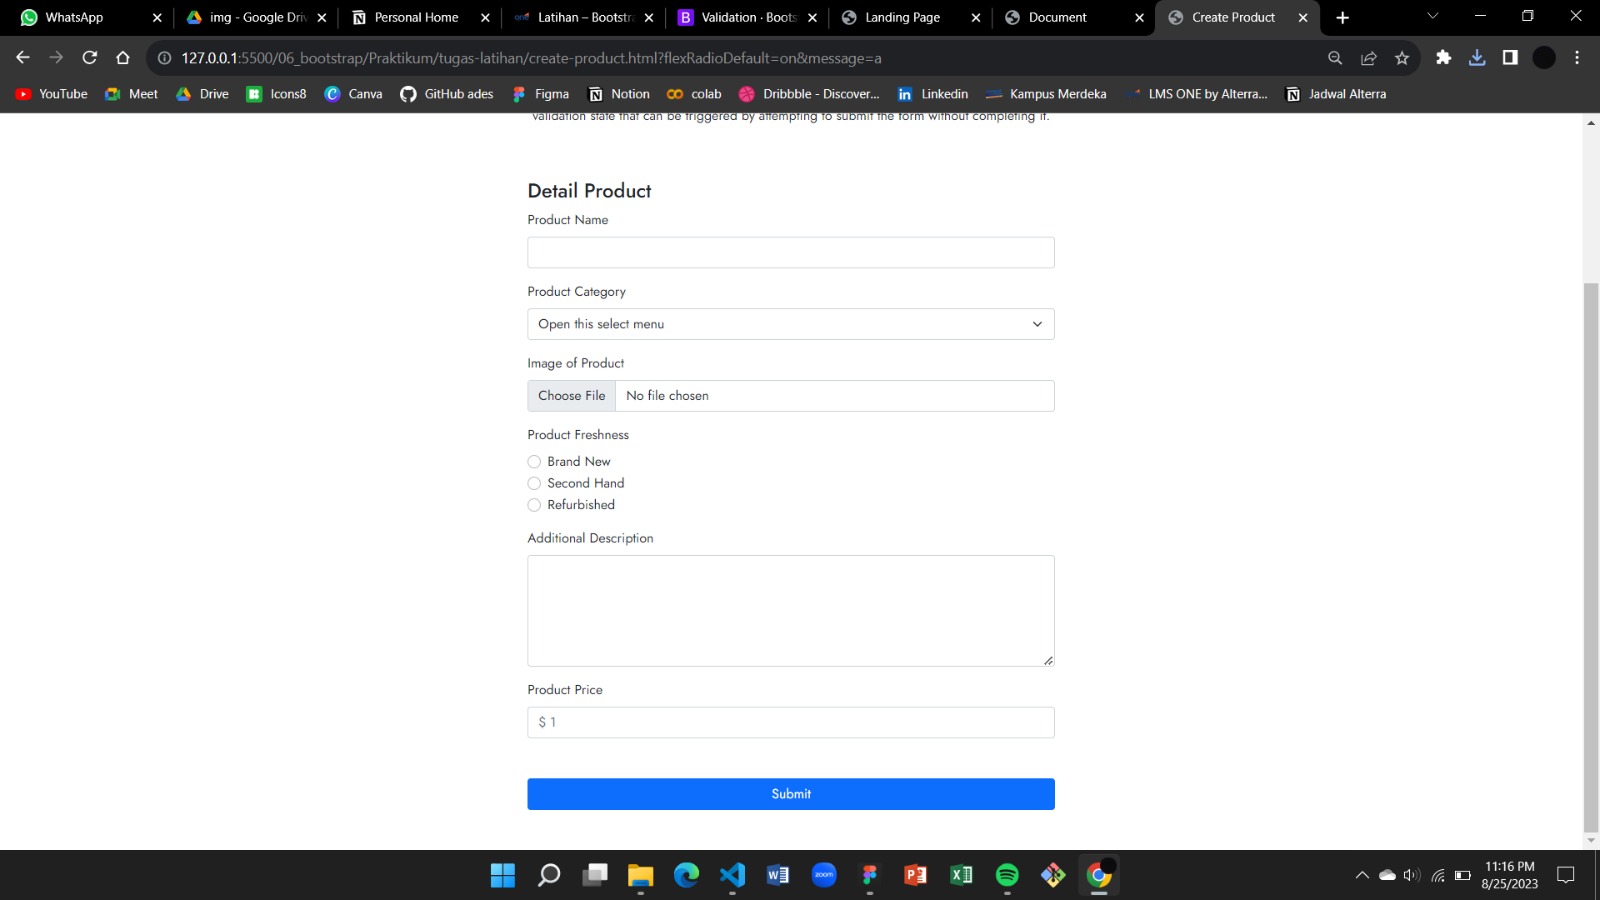 WhatsApp
img - Google Driv
Personal Home
Latihan – Bootstra
Validation · Boots
Landing Page
Document
Create Product
127.0.0.1:5500/06_bootstrap/Praktikum/tugas-latihan/create-product.html?flexRadioDefault=on&message=a
YouTube
Meet
Drive
Icons8
Canva
GitHub ades
Figma
Notion
colab
Dribbble - Discover...
Linkedin
Kampus Merdeka
LMS ONE by Alterra...
Jadwal Alterra
validation state that can be triggered by attempting to submit the form without completing it.
Detail Product
Product Name
Product Category
Open this select menu
Image of Product
Choose File No file chosen
Product Freshness
Brand New
Second Hand
Refurbished
Additional Description
Product Price
$ 1
Submit
11:16 PM
8/25/2023